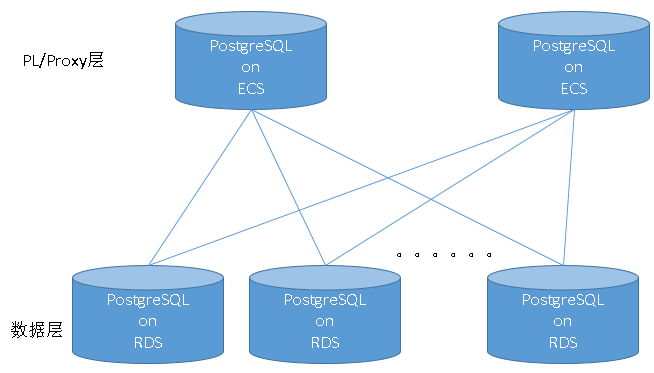 PL/Proxy层
PostgreSQL
on
ECS
PostgreSQL
on
ECS
。。。。。。
数据层
PostgreSQL
on
RDS
PostgreSQL
on
RDS
PostgreSQL
on
RDS